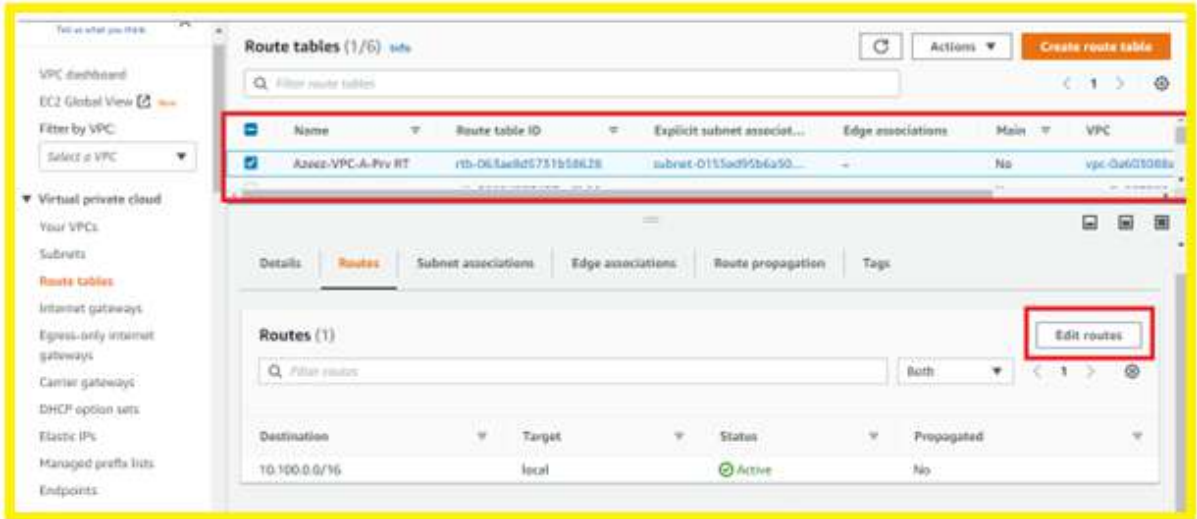 Tell us what you think
Route tables (1/6) Info
Actions
Create route table
VPC dashboard
Filter route tables
1
EC2 Global View New
Filter by VPC:
Name
Route table ID
Explicit subnet associat...
Edge associations
Main
VPC
Select a VPC
Azeez-VPC-A-Prv RT
–
No
Virtual private cloud
Your VPCs
Subnets
Details
Routes
Subnet associations
Edge associations
Route propagation
Tags
Route tables
Internet gateways
Egress-only internet
gateways
Routes (1)
Edit routes
Filter routes
Both
1
Carrier gateways
DHCP option sets
Elastic IPs
Destination
Target
Status
Propagated
Managed prefix lists
10.100.0.0/16
local
Active
No
Endpoints